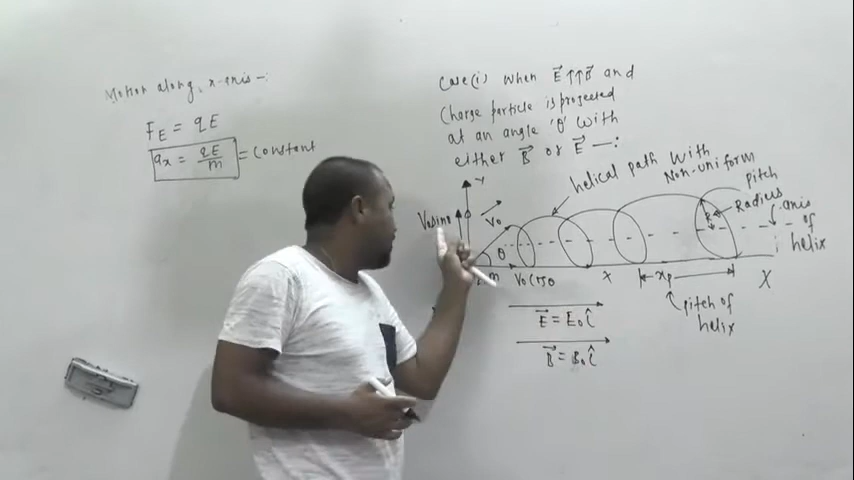 Motion along, x-axis -:
F_E = qE
a_x = qE/m = constant
Case(i) when E⃗↑↑B⃗ and
charge particle is projected
at an angle 'θ' with
either B⃗ or E⃗ —:
helical path with
Non-uniform
pitch
Radius
axis
of
helix
Y
V₀sinθ
V₀
θ
R
m
V₀cosθ
X
x_p
X
pitch of
helix
E⃗ = E₀î
B⃗ = B₀î